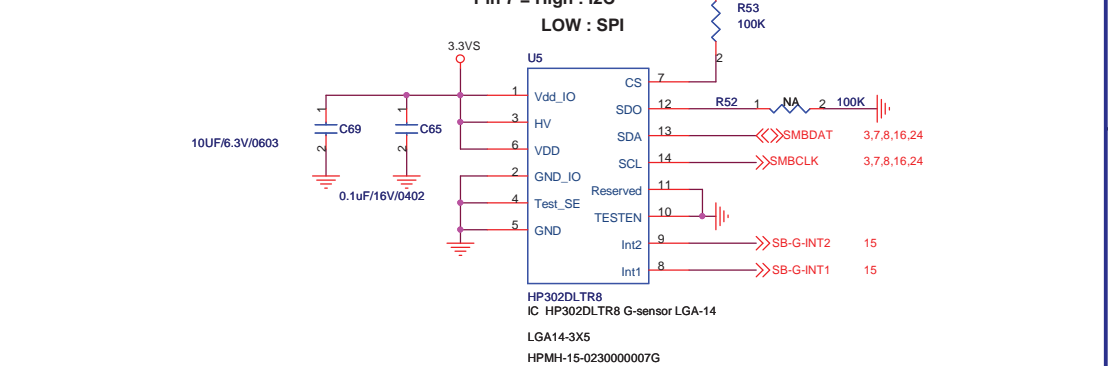 Pin 7 = High : I2C
LOW : SPI
R53
100K
2
3.3VS
U5
CS
7
1
Vdd_IO
SDO
12
R52
1
NA
2
100K
1
C69
2
1
C65
2
3
HV
SDA
13
SMBDAT
3,7,8,16,24
10UF/6.3V/0603
6
VDD
SCL
14
SMBCLK
3,7,8,16,24
2
GND_IO
Reserved
11
0.1uF/16V/0402
4
Test_SE
TESTEN
10
5
GND
Int2
9
SB-G-INT2
15
Int1
8
SB-G-INT1
15
HP302DLTR8
IC HP302DLTR8 G-sensor LGA-14
LGA14-3X5
HPMH-15-0230000007G